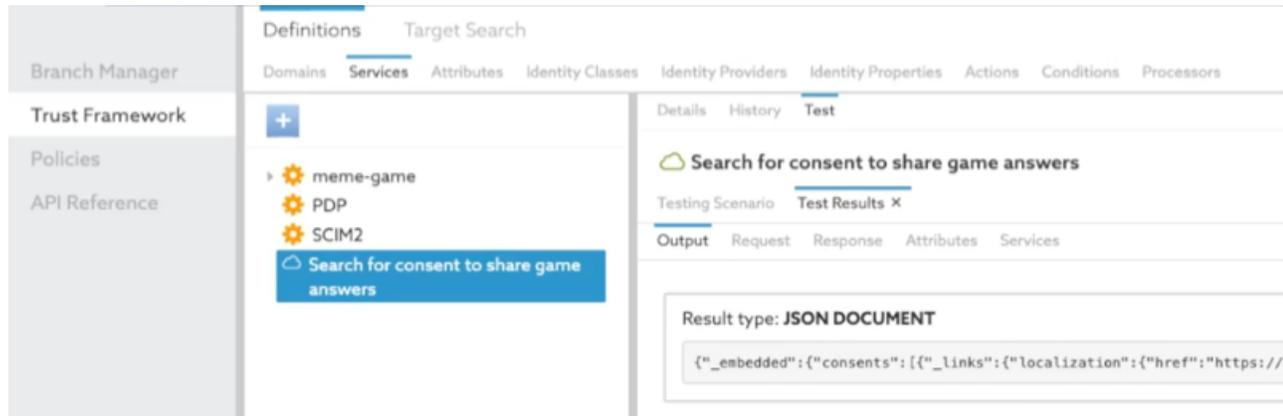 Definitions Target Search
Branch Manager
Domains Services Attributes Identity Classes Identity Providers Identity Properties Actions Conditions Processors
Trust Framework
+
Details History Test
Policies
Search for consent to share game answers
meme-game
API Reference
PDP
Testing Scenario Test Results ×
SCIM2
Output Request Response Attributes Services
Search for consent to share game
answers
Result type: JSON DOCUMENT
{"_embedded":{"consents":[{"_links":{"localization":{"href":"https://